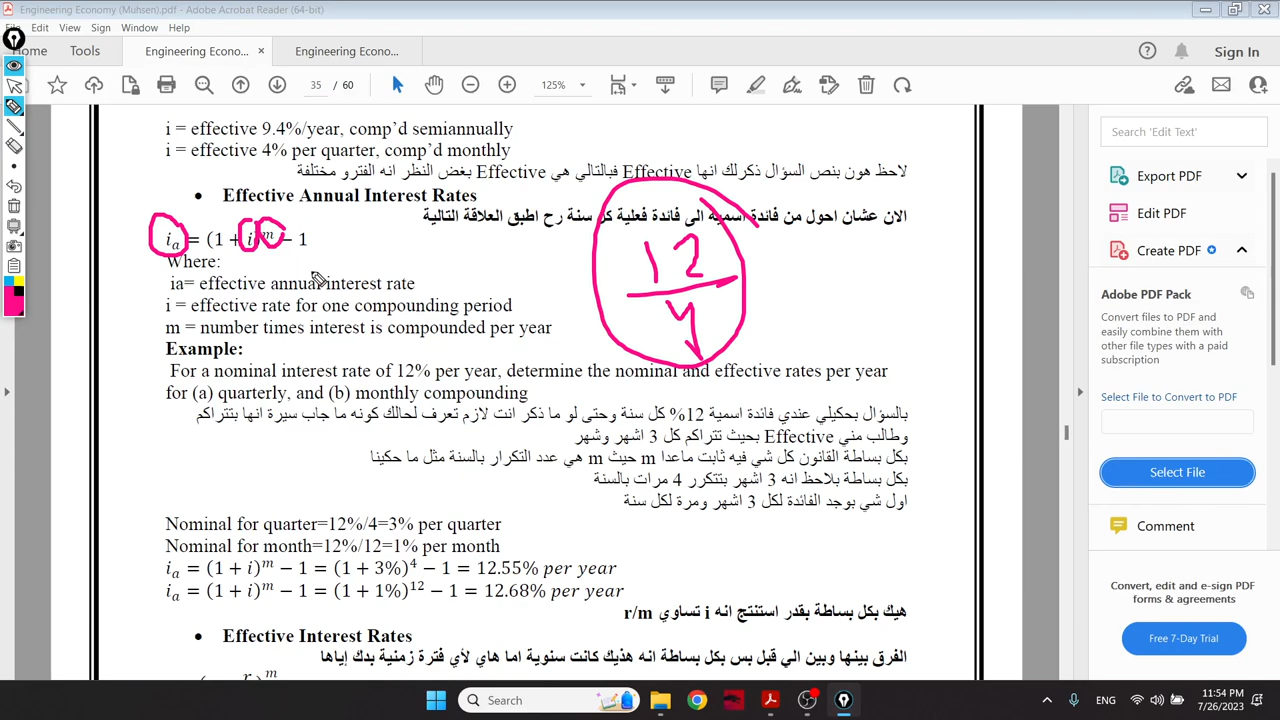 Engineering Economy (Muhsen).pdf - Adobe Acrobat Reader (64-bit)
File Edit View Sign Window Help
Home Tools Engineering Econo... × Engineering Econo... Sign In
35 / 60 125%
i = effective 9.4%/year, comp’d semiannually
i = effective 4% per quarter, comp’d monthly
لاحظ هون بنص السؤال ذكرلك انها Effective فبالتالي هي Effective بغض النظر انه الفترو مختلفة
• Effective Annual Interest Rates
الان عشان احول من فائدة اسمية الى فائدة فعلية كل سنة رح اطبق العلاقة التالية
iₐ = (1 + i)ᵐ − 1
12
4
Where:
ia= effective annual interest rate
i = effective rate for one compounding period
m = number times interest is compounded per year
Example:
For a nominal interest rate of 12% per year, determine the nominal and effective rates per year
for (a) quarterly, and (b) monthly compounding
بالسؤال بحكيلي عندي فائدة اسمية 12% كل سنة وحتى لو ما ذكر انت لازم تعرف لحالك كونه ما جاب سيرة انها بتتراكم
وطالب مني Effective بحيث تتراكم كل 3 اشهر وشهر
بكل بساطة القانون كل شي فيه ثابت ماعدا m حيث m هي عدد التكرار بالسنة مثل ما حكينا
بكل بساطة بلاحظ انه 3 اشهر بتتكرر 4 مرات بالسنة
اول شي بوجد الفائدة لكل 3 اشهر ومرة لكل سنة
Nominal for quarter=12%/4=3% per quarter
Nominal for month=12%/12=1% per month
iₐ = (1 + i)ᵐ − 1 = (1 + 3%)⁴ − 1 = 12.55% per year
iₐ = (1 + i)ᵐ − 1 = (1 + 1%)¹² − 1 = 12.68% per year
هيك بكل بساطة بقدر استنتج انه i تساوي r/m
• Effective Interest Rates
الفرق بينها وبين الي قبل بس بكل بساطة انه هذيك كانت سنوية اما هاي لأي فترة زمنية بدك إياها
r m
Search 'Edit Text'
Export PDF
Edit PDF
Create PDF
Adobe PDF Pack
Convert files to PDF and
easily combine them with
other file types with a paid
subscription
Select File to Convert to PDF
Select File
Comment
Convert, edit and e-sign PDF
forms & agreements
Free 7-Day Trial
Search
ENG
11:54 PM
7/26/2023